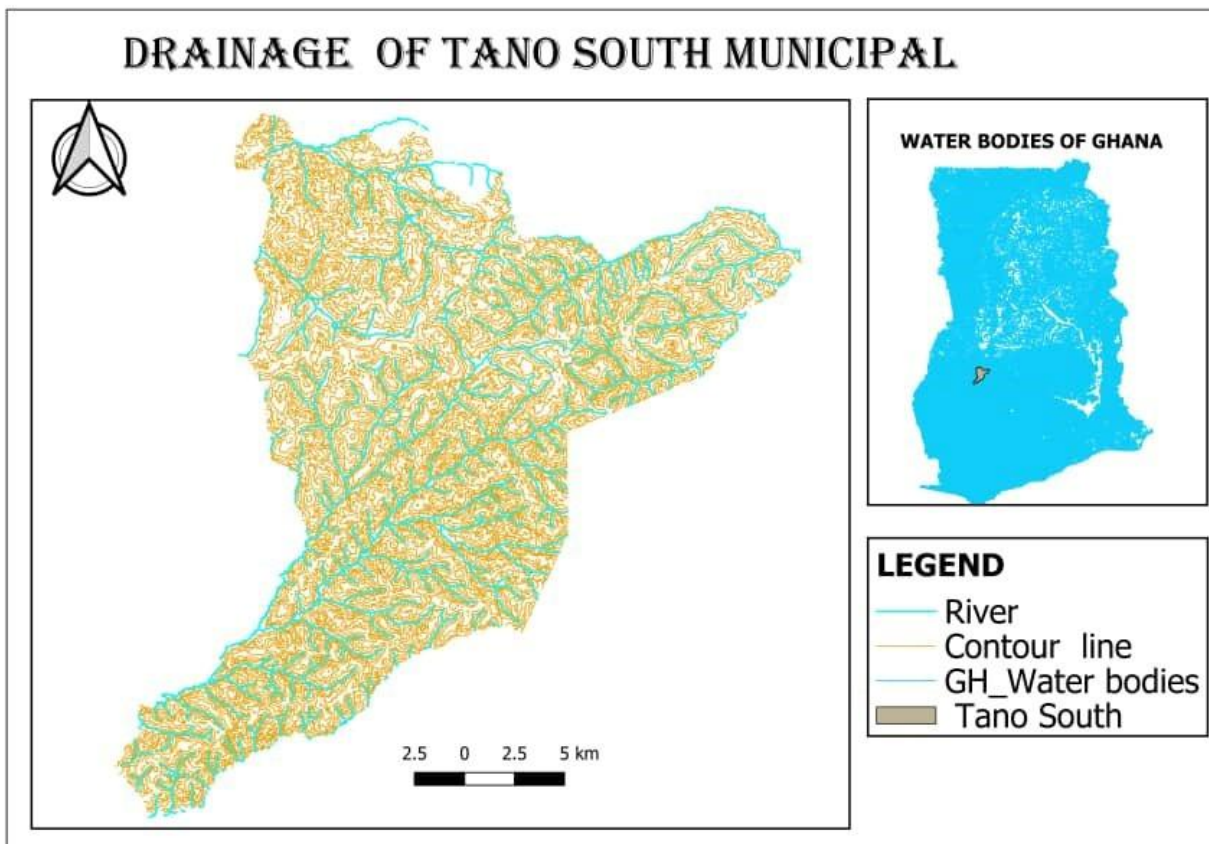 DRAINAGE OF TANO SOUTH MUNICIPAL
WATER BODIES OF GHANA
LEGEND
River
Contour line
GH_Water bodies
Tano South
2.5 0 2.5 5 km